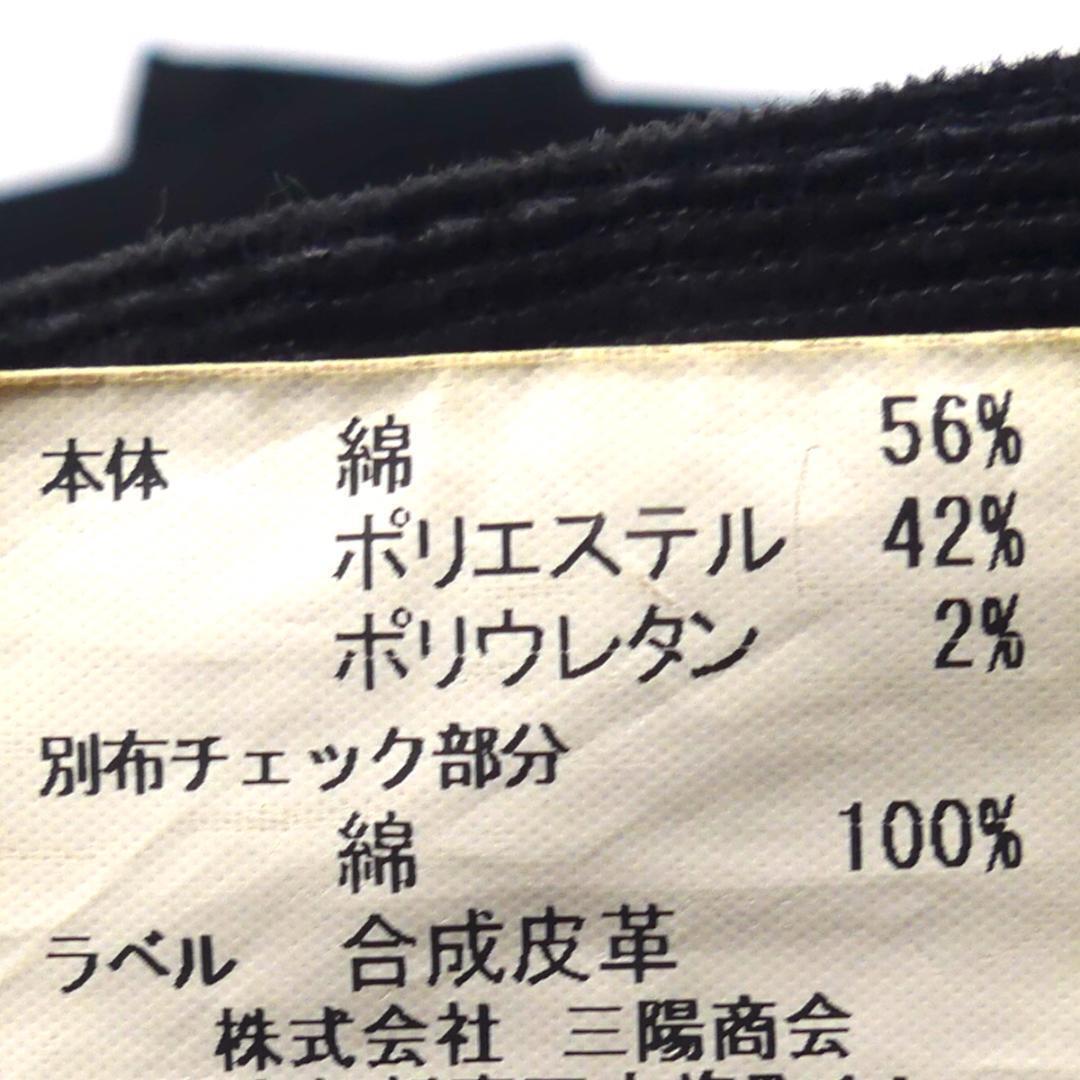 本体 綿 56%
ポリエステル 42%
ポリウレタン 2%
別布チェック部分
綿 100%
ラベル 合成皮革
株式会社 三陽商会